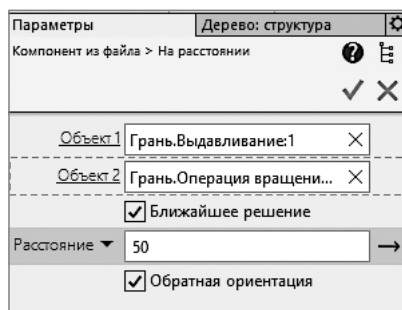 Параметры Дерево: структура
Компонент из файла > На расстоянии
Объект 1 Грань.Выдавливание:1
Объект 2 Грань.Операция вращени...
Ближайшее решение
Расстояние 50
Обратная ориентация